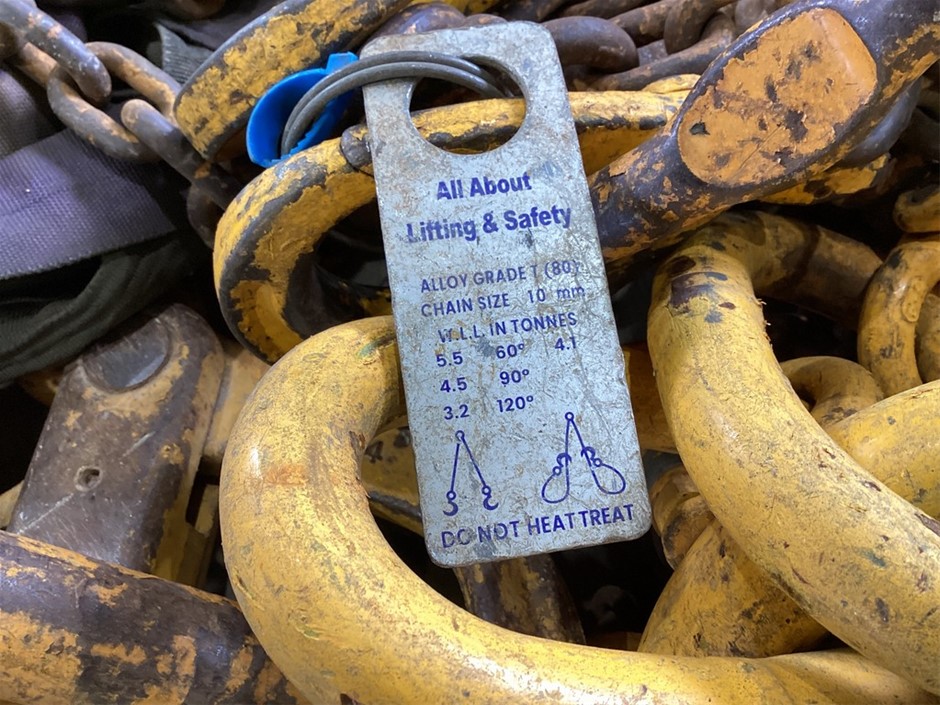 All About
Lifting & Safety
ALLOY GRADE T (80)
CHAIN SIZE 10 mm
W.L.L. IN TONNES
5.5 60° 4.1
4.5 90°
3.2 120°
DO NOT HEAT TREAT